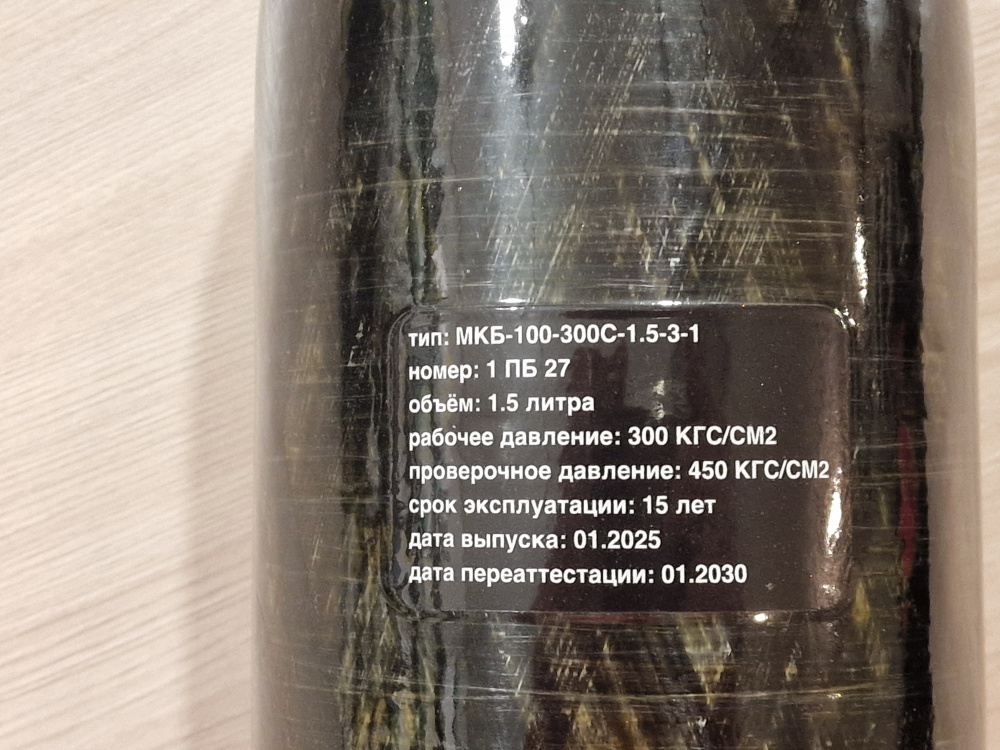 тип: МКБ-100-300С-1.5-3-1
номер: 1 ПБ 27
объём: 1.5 литра
рабочее давление: 300 КГС/СМ2
проверочное давление: 450 КГС/СМ2
срок эксплуатации: 15 лет
дата выпуска: 01.2025
дата переаттестации: 01.2030